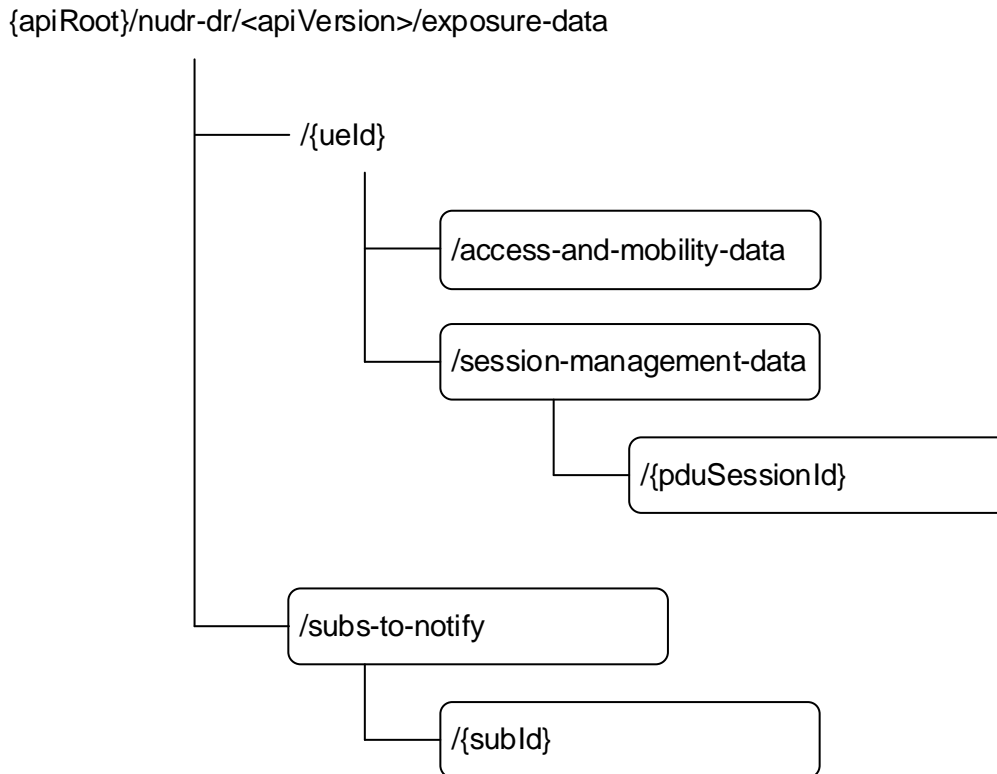 {apiRoot}/nudr-dr/<apiVersion>/exposure-data
/{ueId}
/access-and-mobility-data
/session-management-data
/{pduSessionId}
/subs-to-notify
/{subId}